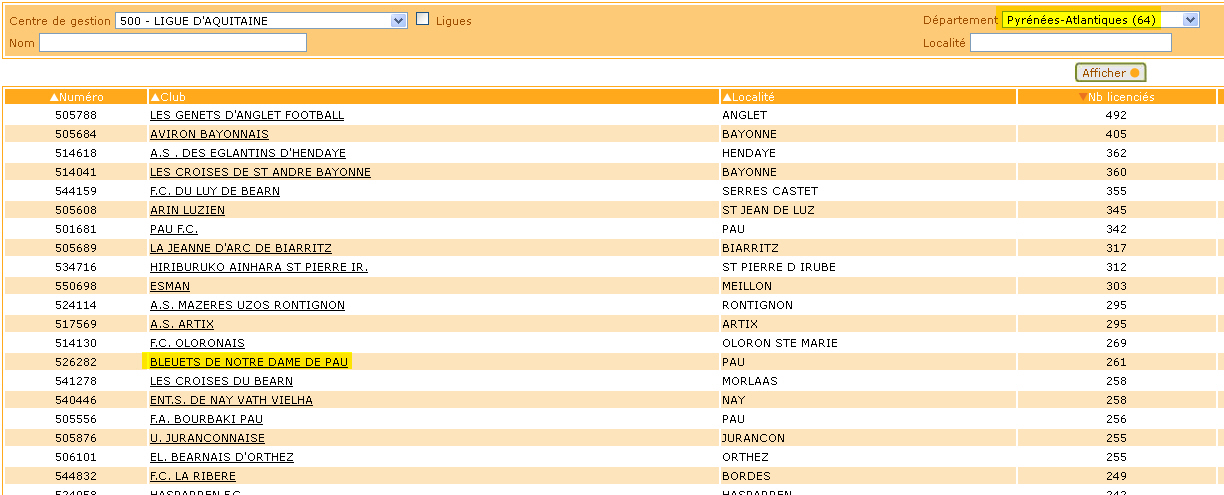 Centre de gestion 500 - LIGUE D'AQUITAINE Ligues Département Pyrénées-Atlantiques (64)
Nom Localité
Afficher
▲Numéro ▲Club ▲Localité ▼Nb licenciés
505788 LES GENETS D'ANGLET FOOTBALL ANGLET 492
505684 AVIRON BAYONNAIS BAYONNE 405
514618 A.S . DES EGLANTINS D'HENDAYE HENDAYE 362
514041 LES CROISES DE ST ANDRE BAYONNE BAYONNE 360
544159 F.C. DU LUY DE BEARN SERRES CASTET 355
505608 ARIN LUZIEN ST JEAN DE LUZ 345
501681 PAU F.C. PAU 342
505689 LA JEANNE D'ARC DE BIARRITZ BIARRITZ 317
534716 HIRIBURUKO AINHARA ST PIERRE IR. ST PIERRE D IRUBE 312
550698 ESMAN MEILLON 303
524114 A.S. MAZERES UZOS RONTIGNON RONTIGNON 295
517569 A.S. ARTIX ARTIX 295
514130 F.C. OLORONAIS OLORON STE MARIE 269
526282 BLEUETS DE NOTRE DAME DE PAU PAU 261
541278 LES CROISES DU BEARN MORLAAS 258
540446 ENT.S. DE NAY VATH VIELHA NAY 258
505556 F.A. BOURBAKI PAU PAU 256
505876 U. JURANCONNAISE JURANCON 255
506101 EL. BEARNAIS D'ORTHEZ ORTHEZ 255
544832 F.C. LA RIBERE BORDES 249
HASPARREN F.C. HASPARREN